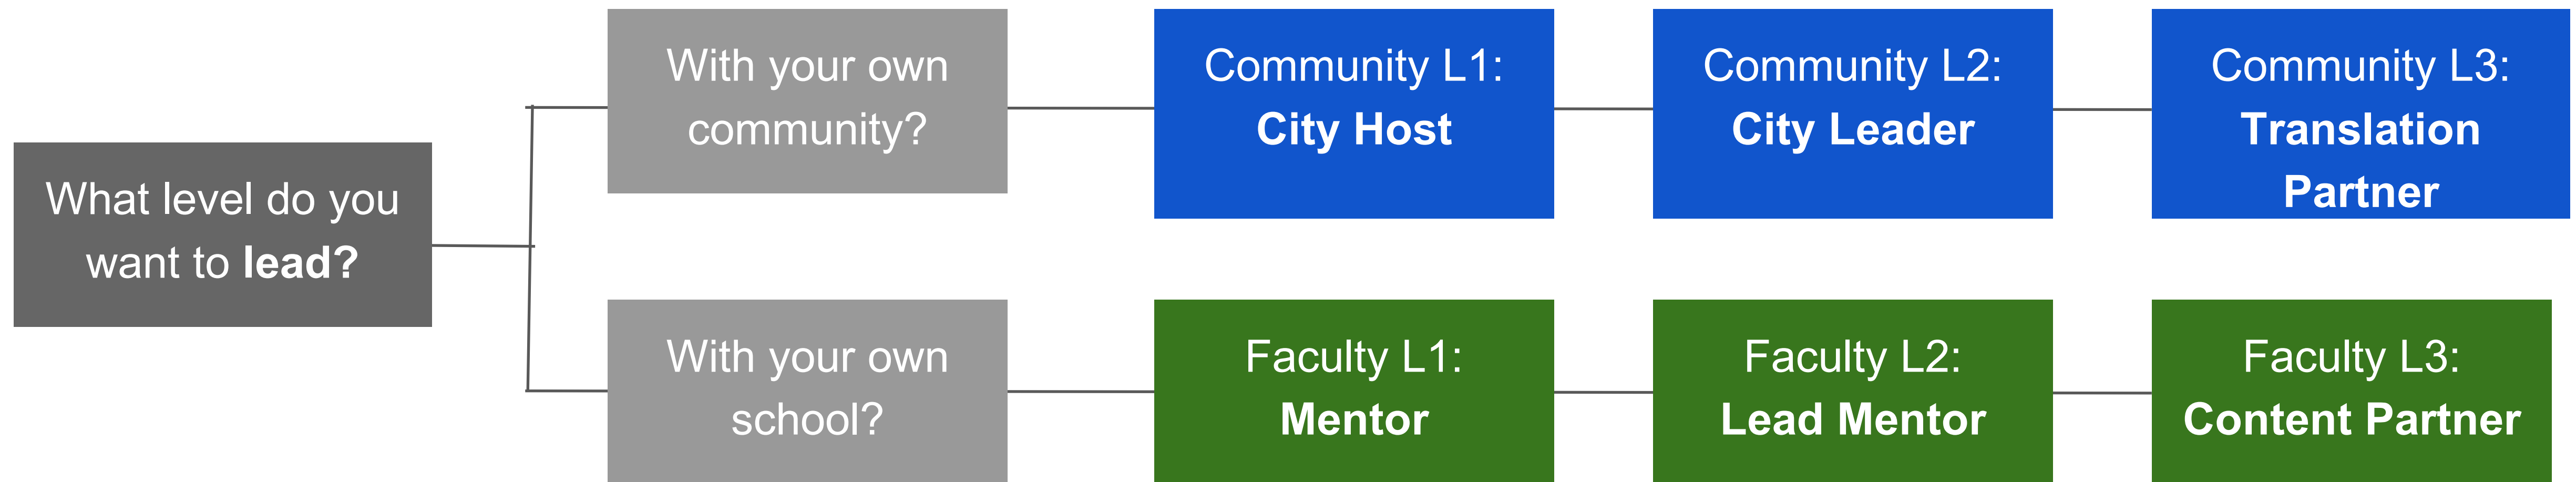 What level do you
want to lead?
With your own
community?
Community L1:
City Host
Community L2:
City Leader
Community L3:
Translation
Partner
With your own
school?
Faculty L1:
Mentor
Faculty L2:
Lead Mentor
Faculty L3:
Content Partner